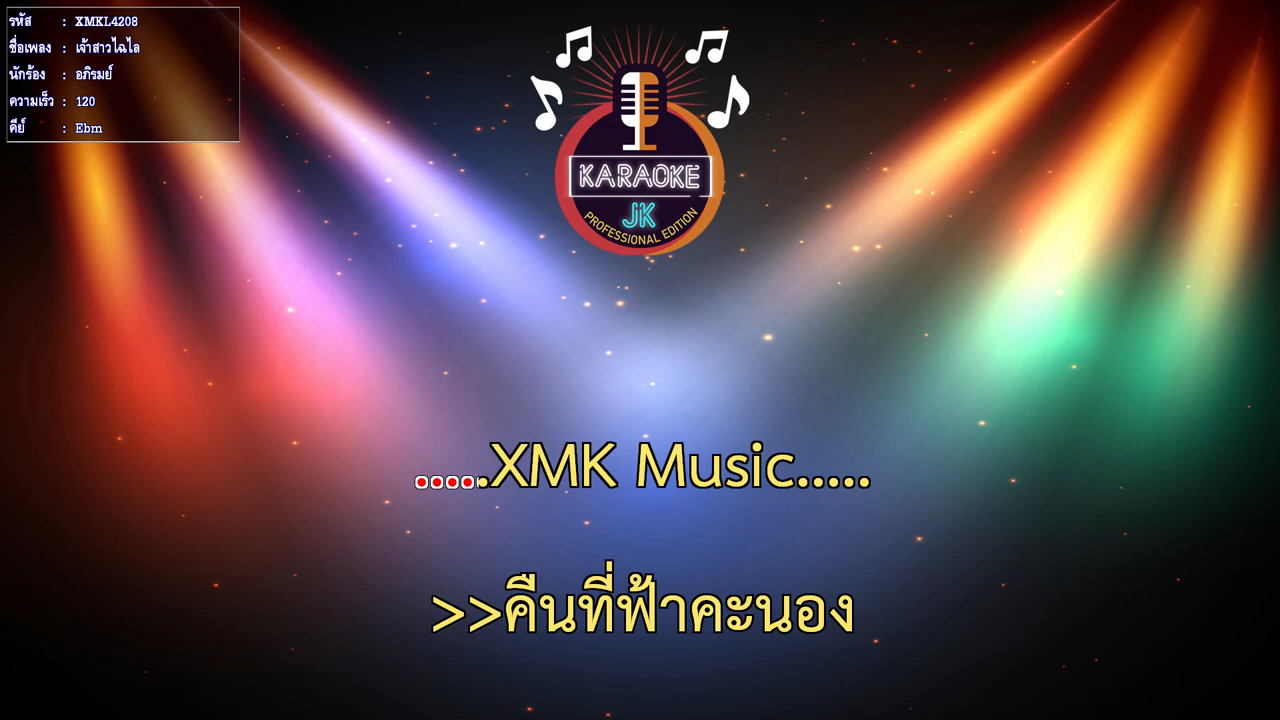 รหัส : XMKL4208
ชื่อเพลง : เจ้าสาวไฉไล
นักร้อง : อภิรมย์
ความเร็ว : 120
คีย์ : Ebm
KARAOKE
JK
PROFESSIONAL EDITION
.....XMK Music.....
>>คืนที่ฟ้าคะนอง